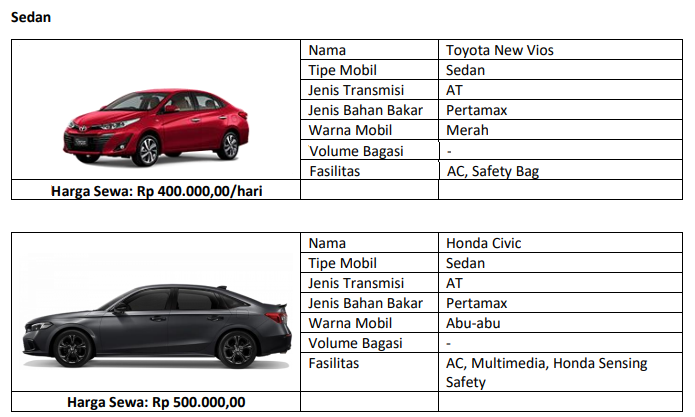 Sedan
Nama Toyota New Vios
Tipe Mobil Sedan
Jenis Transmisi AT
Jenis Bahan Bakar Pertamax
Warna Mobil Merah
Volume Bagasi -
Fasilitas AC, Safety Bag
Harga Sewa: Rp 400.000,00/hari
Nama Honda Civic
Tipe Mobil Sedan
Jenis Transmisi AT
Jenis Bahan Bakar Pertamax
Warna Mobil Abu-abu
Volume Bagasi -
Fasilitas AC, Multimedia, Honda Sensing
Safety
Harga Sewa: Rp 500.000,00